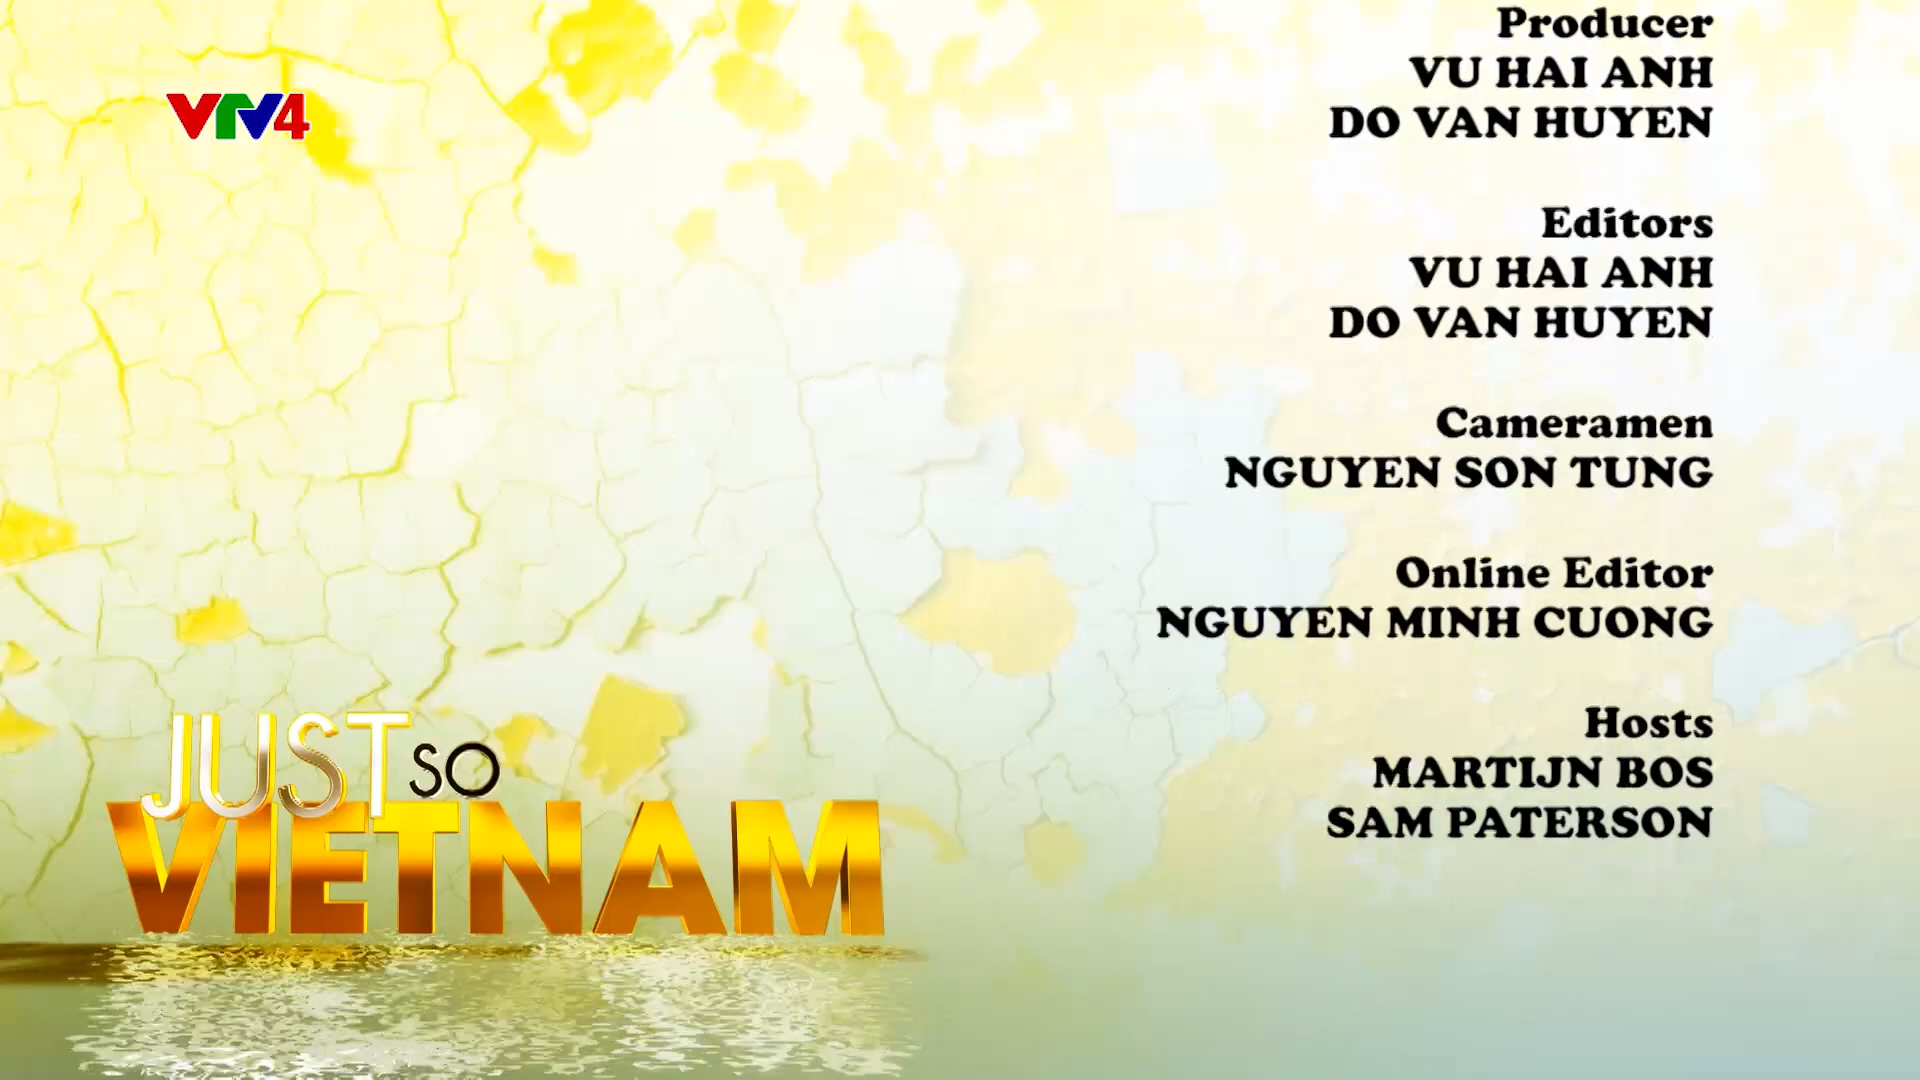 Producer
VU HAI ANH
DO VAN HUYEN
VTV4
Editors
VU HAI ANH
DO VAN HUYEN
Cameramen
NGUYEN SON TUNG
Online Editor
NGUYEN MINH CUONG
Hosts
MARTIJN BOS
SAM PATERSON
JUST SO
VIETNAM